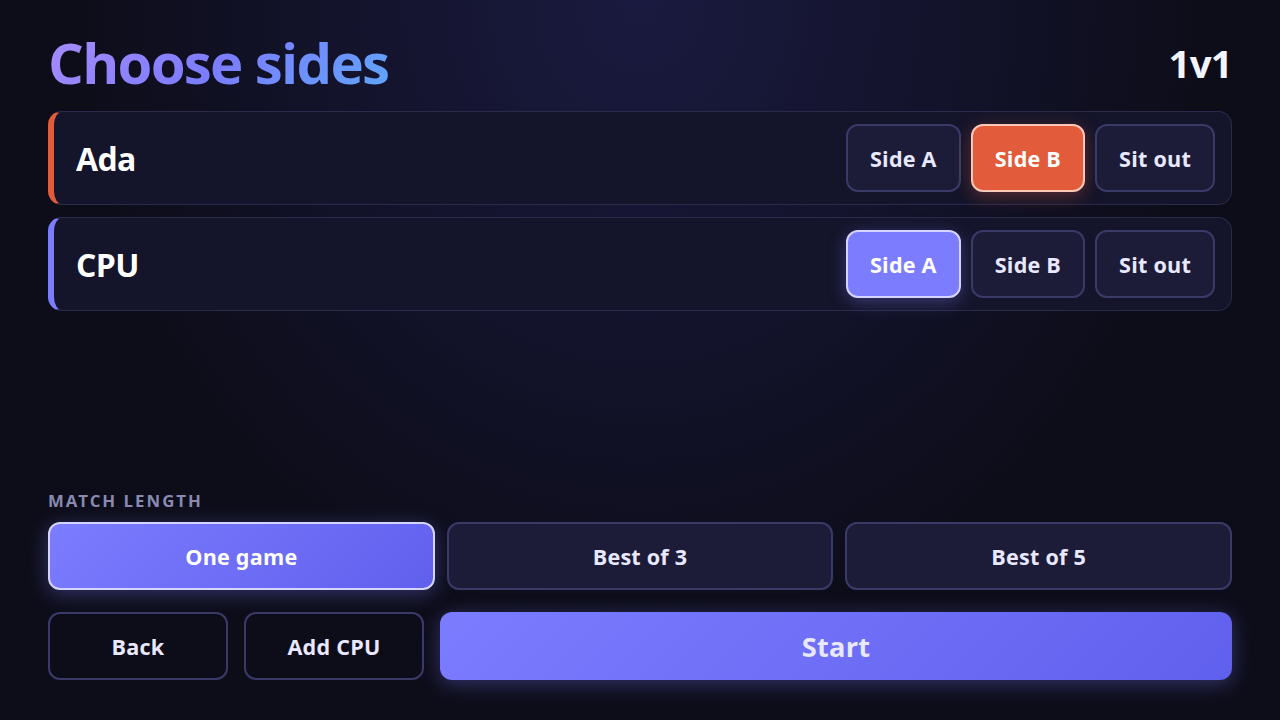 Choose sides
1v1
Ada
Side A
Side B
Sit out
CPU
Side A
Side B
Sit out
MATCH LENGTH
One game
Best of 3
Best of 5
Back
Add CPU
Start